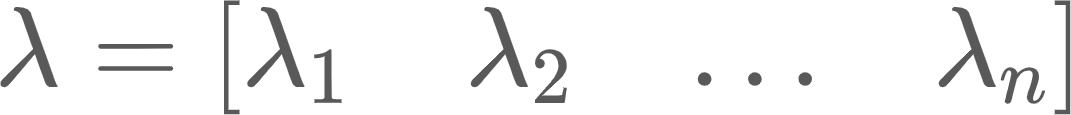 λ = [λ₁ λ₂ … λₙ]